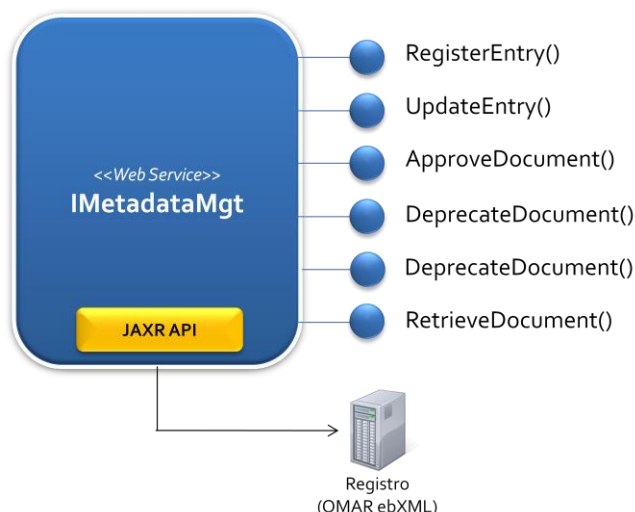 RegisterEntry()
UpdateEntry()
ApproveDocument()
<<Web Service>>
IMetadataMgt
DeprecateDocument()
DeprecateDocument()
JAXR API
RetrieveDocument()
Registro
(OMAR ebXML)